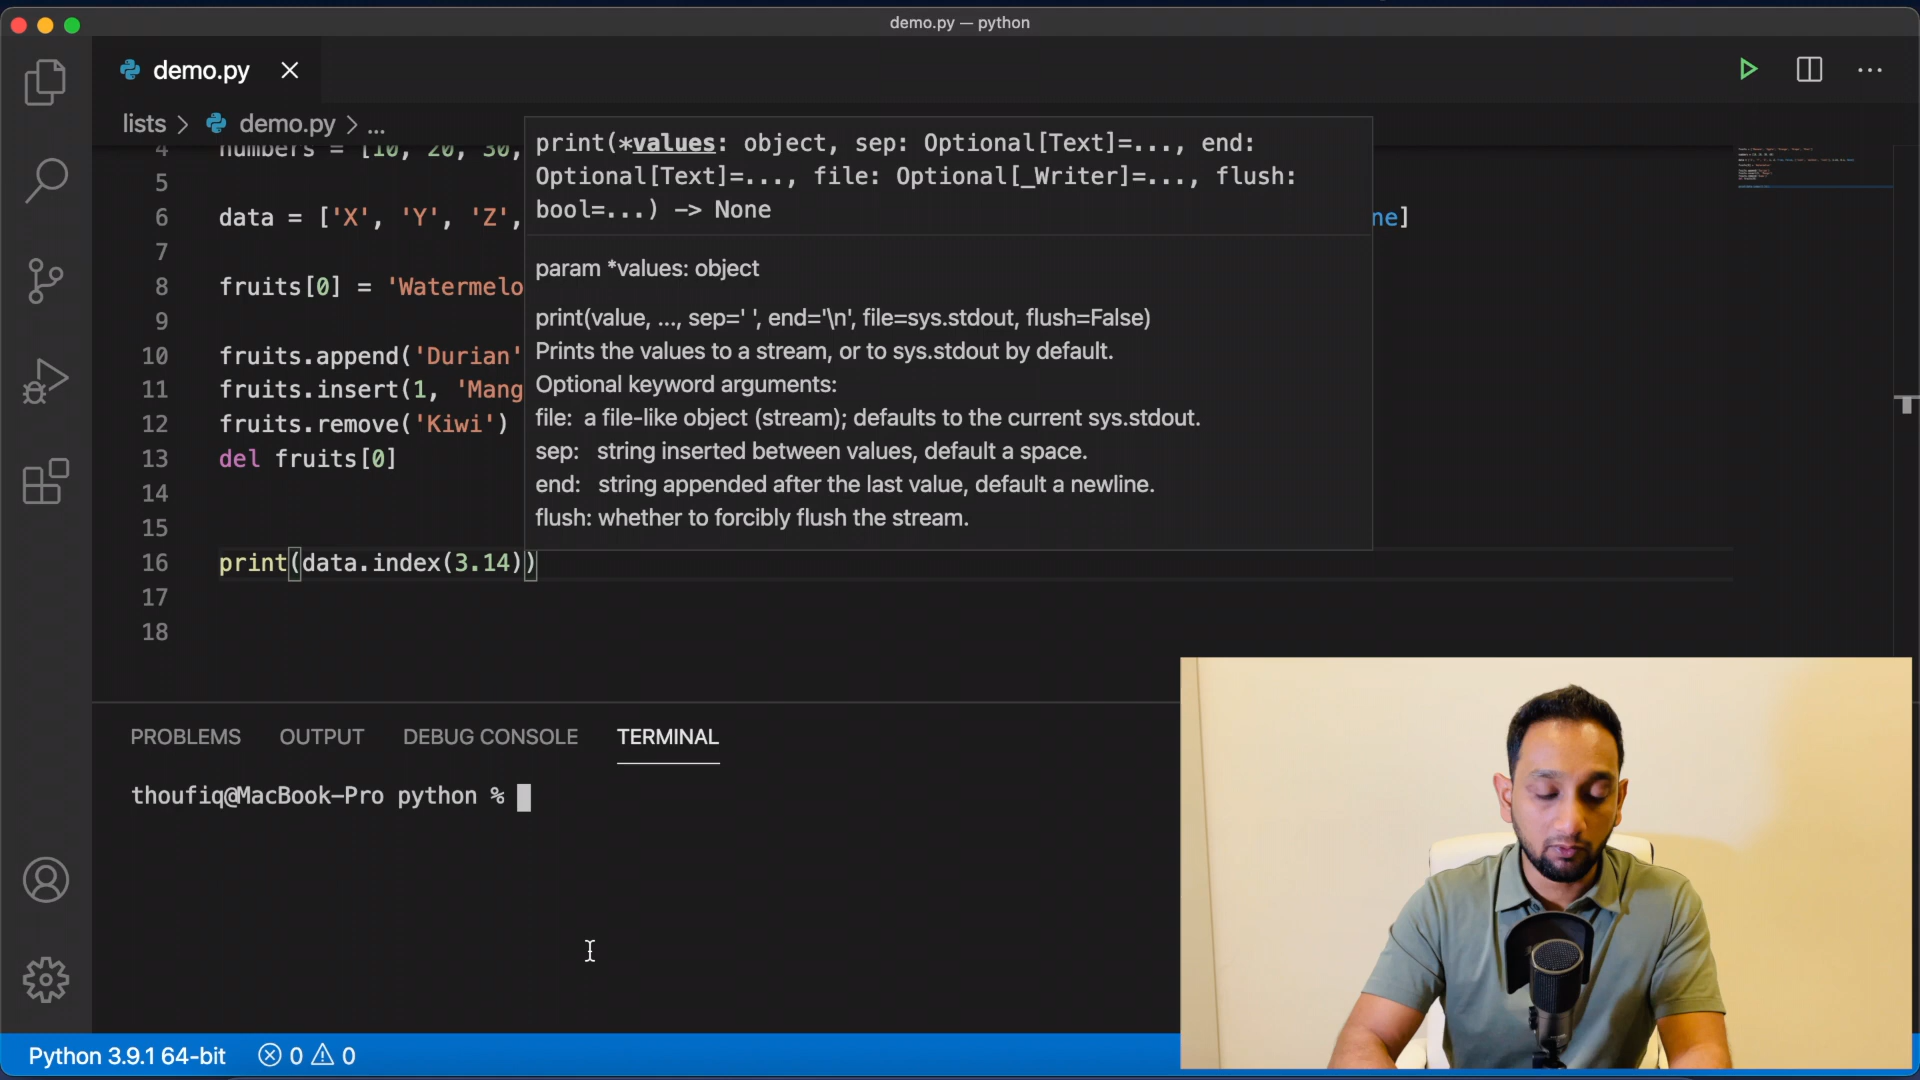 demo.py — python
demo.py
lists > demo.py > ...
4 numbers = [10, 20, 30,
5
6 data = ['X', 'Y', 'Z', ne]
7
8 fruits[0] = 'Watermelo
9
10 fruits.append('Durian'
11 fruits.insert(1, 'Mang
12 fruits.remove('Kiwi')
13 del fruits[0]
14
15
16 print(data.index(3.14))
17
18
print(*values: object, sep: Optional[Text]=..., end:
Optional[Text]=..., file: Optional[_Writer]=..., flush:
bool=...) -> None
param *values: object
print(value, ..., sep=' ', end='\n', file=sys.stdout, flush=False)
Prints the values to a stream, or to sys.stdout by default.
Optional keyword arguments:
file: a file-like object (stream); defaults to the current sys.stdout.
sep: string inserted between values, default a space.
end: string appended after the last value, default a newline.
flush: whether to forcibly flush the stream.
PROBLEMS OUTPUT DEBUG CONSOLE TERMINAL
thoufiq@MacBook-Pro python %
Python 3.9.1 64-bit 0 0